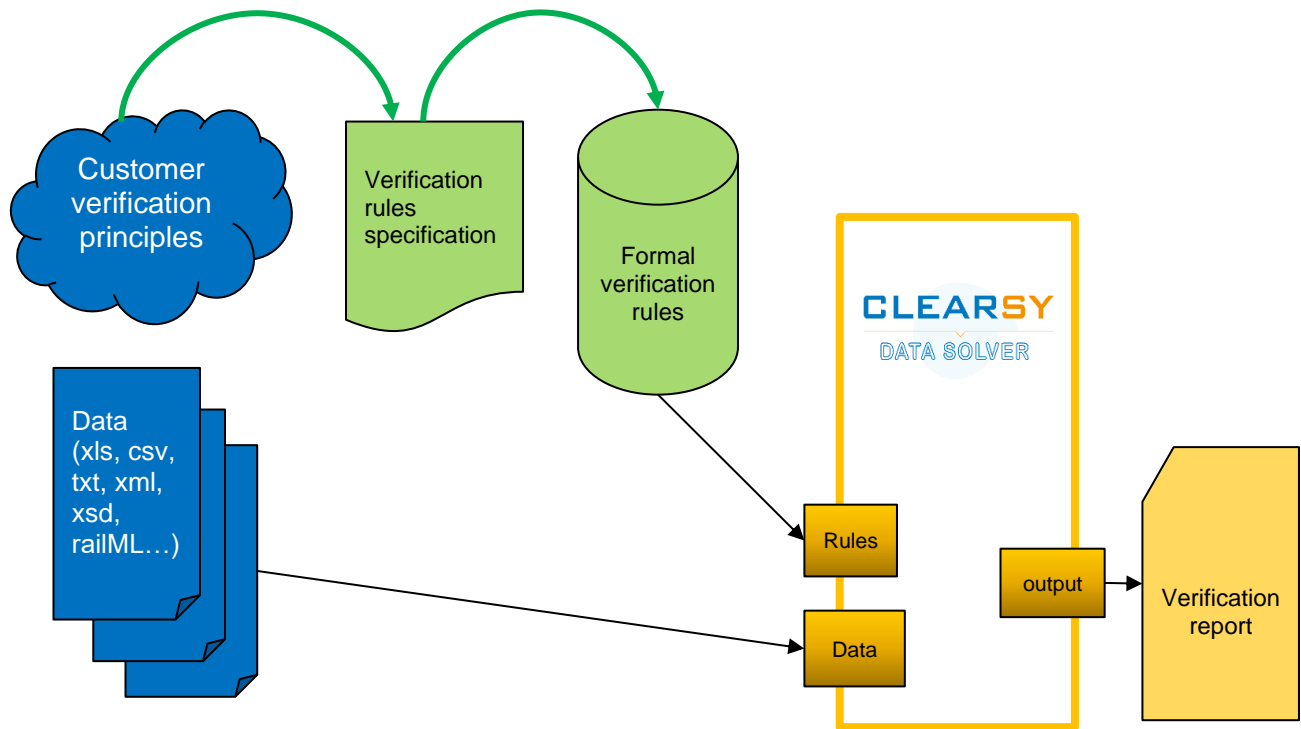 Customer
verification
principles
Verification
rules
specification
Formal
verification
rules
CLEARSY
DATA SOLVER
Data
(xls, csv,
txt, xml,
xsd,
railML…)
Rules
Data
output
Verification
report